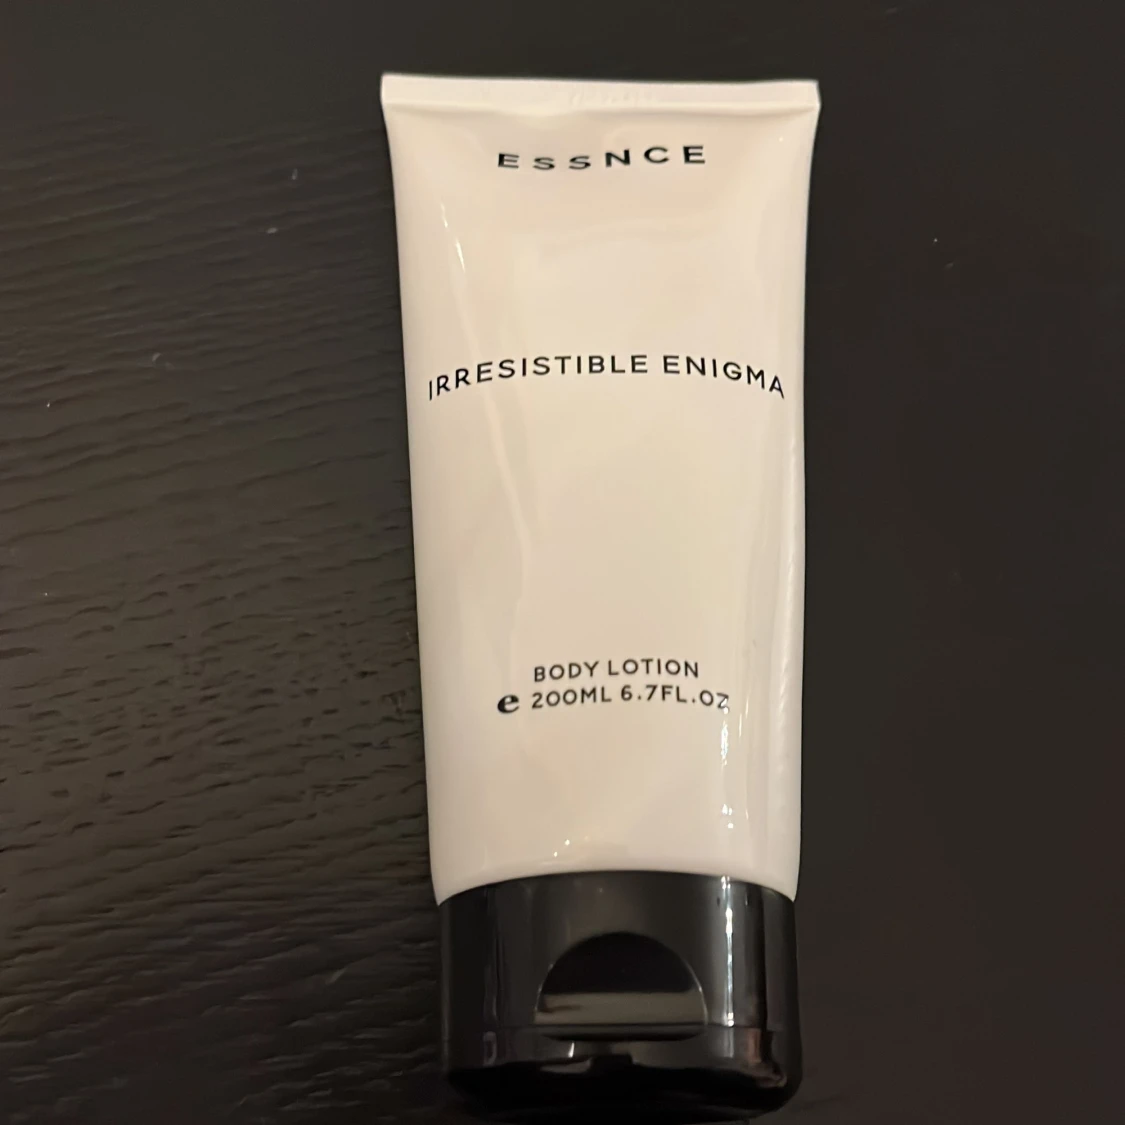 ESSNCE
IRRESISTIBLE ENIGMA
BODY LOTION
℮ 200ML 6.7FL.OZ